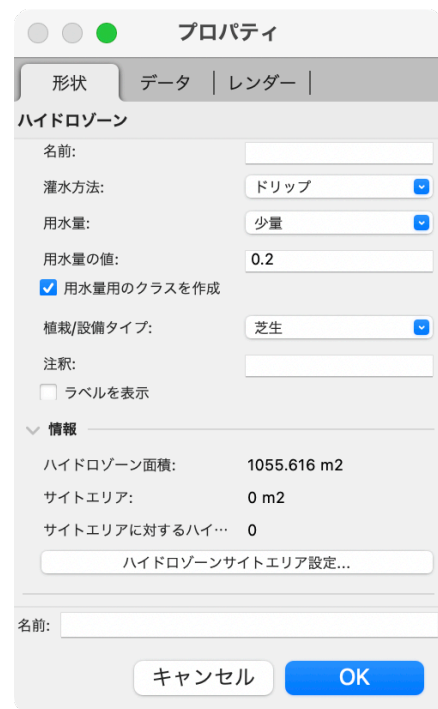 プロパティ
形状 データ レンダー
ハイドロゾーン
名前:
灌水方法: ドリップ
用水量: 少量
用水量の値: 0.2
用水量用のクラスを作成
植栽/設備タイプ: 芝生
注釈:
ラベルを表示
情報
ハイドロゾーン面積: 1055.616 m2
サイトエリア: 0 m2
サイトエリアに対するハイ… 0
ハイドロゾーンサイトエリア設定...
名前:
キャンセル OK